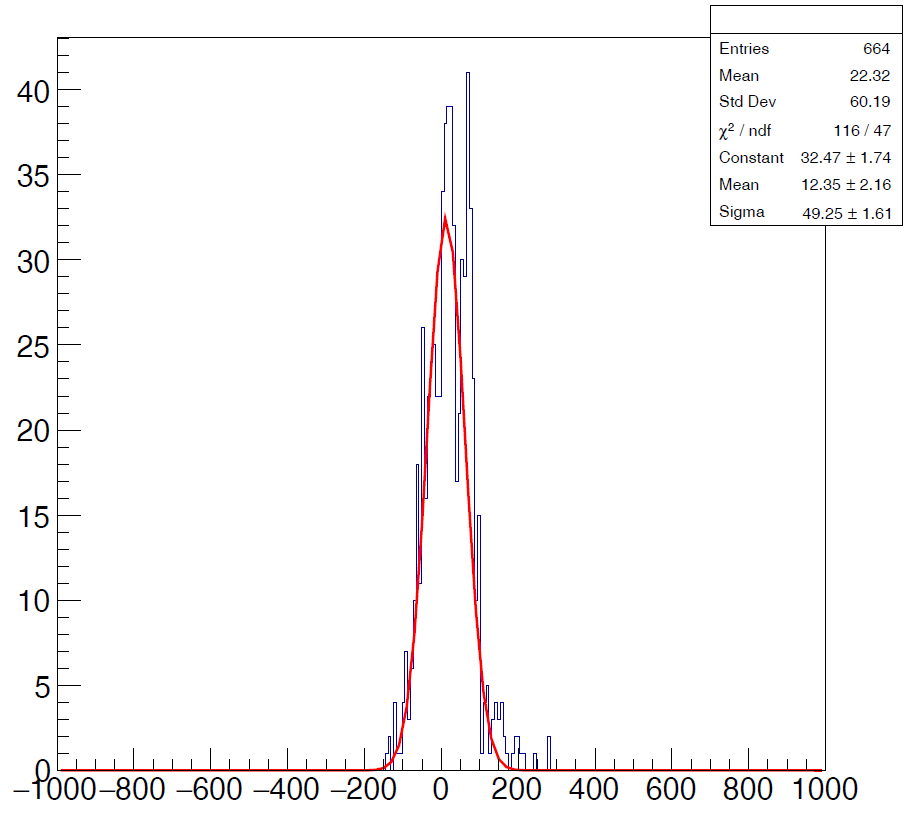 Entries 664
Mean 22.32
Std Dev 60.19
χ² / ndf 116 / 47
Constant 32.47 ± 1.74
Mean 12.35 ± 2.16
Sigma 49.25 ± 1.61
40
35
30
25
20
15
10
5
0
−1000 −800 −600 −400 −200 0 200 400 600 800 1000